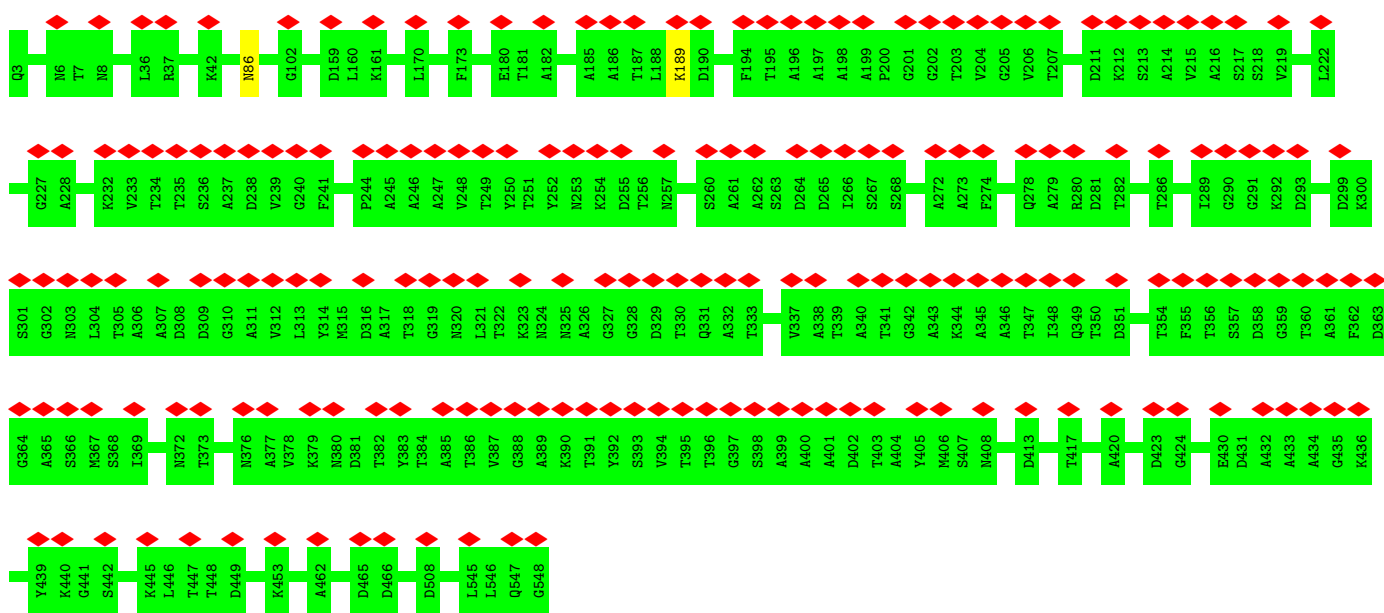 Q3 N6 T7 N8 L36 R37 K42 N86 G102 D159 L160 K161 L170 F173 E180 T181 A182 A185 A186 T187 L188 K189 D190 F194 T195 A196 A197 A198 A199 P200 G201 G202 T203 V204 G205 V206 T207 D211 K212 S213 A214 V215 A216 S217 S218 V219 L222
G227 A228 K232 V233 T234 T235 S236 A237 D238 V239 G240 F241 P244 A245 A246 A247 V248 T249 Y250 T251 Y252 N253 K254 D255 T256 N257 S260 A261 A262 S263 D264 D265 I266 S267 S268 A272 A273 F274 Q278 A279 R280 D281 T282 T286 I289 G290 G291 K292 D293 D299 K300
S301 G302 N303 L304 T305 A306 A307 D308 D309 G310 A311 V312 L313 Y314 M315 D316 A317 T318 G319 N320 L321 T322 K323 N324 N325 A326 G327 G328 D329 T330 Q331 A332 T333 V337 A338 T339 A340 T341 G342 A343 K344 A345 A346 T347 I348 Q349 T350 D351 T354 F355 T356 S357 D358 G359 T360 A361 F362 D363
G364 A365 S366 M367 S368 I369 N372 T373 N376 A377 V378 K379 N380 D381 T382 Y383 T384 A385 T386 V387 G388 A389 K390 T391 Y392 S393 V394 T395 T396 G397 S398 A399 A400 A401 D402 T403 A404 Y405 M406 S407 N408 D413 T417 A420 D423 G424 E430 D431 A432 A433 A434 G435 K436
Y439 K440 G441 S442 K445 L446 T447 T448 D449 K453 A462 D465 D466 D508 L545 L546 Q547 G548